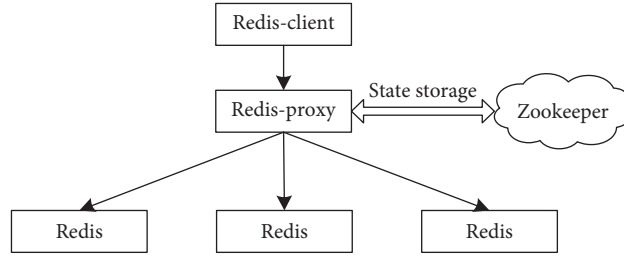 Redis-client
State storage
Redis-proxy
Zookeeper
Redis
Redis
Redis